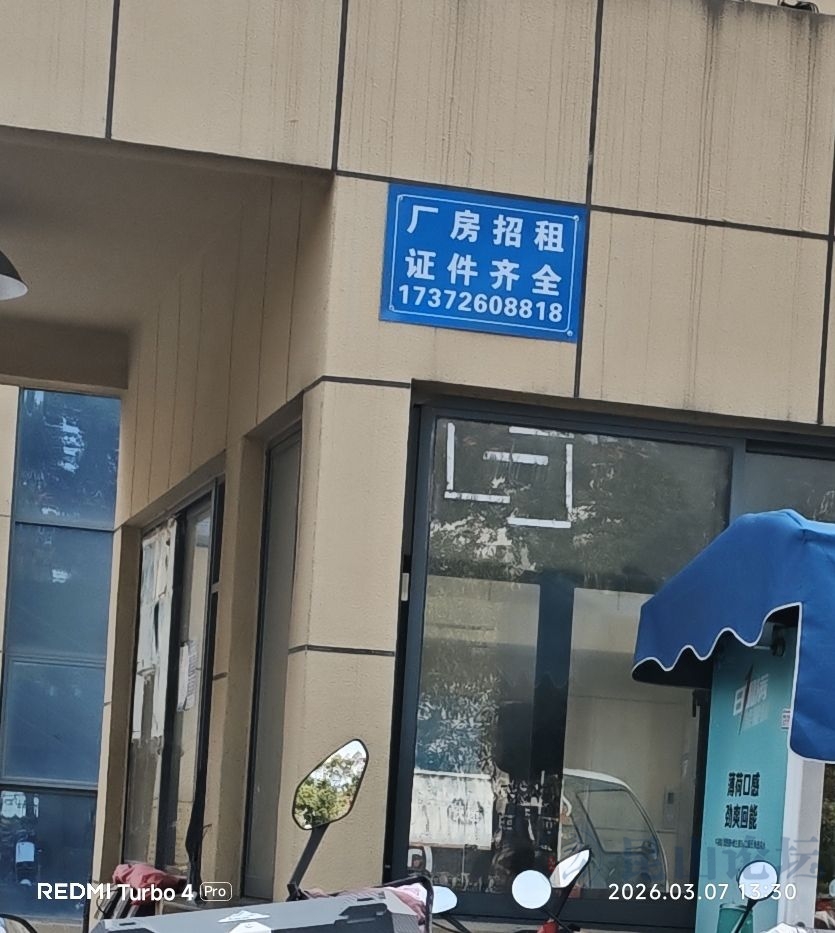 厂房招租
证件齐全
17372608818
薄荷口感
劲爽回能
REDMI Turbo 4 Pro
2026.03.07 13:30